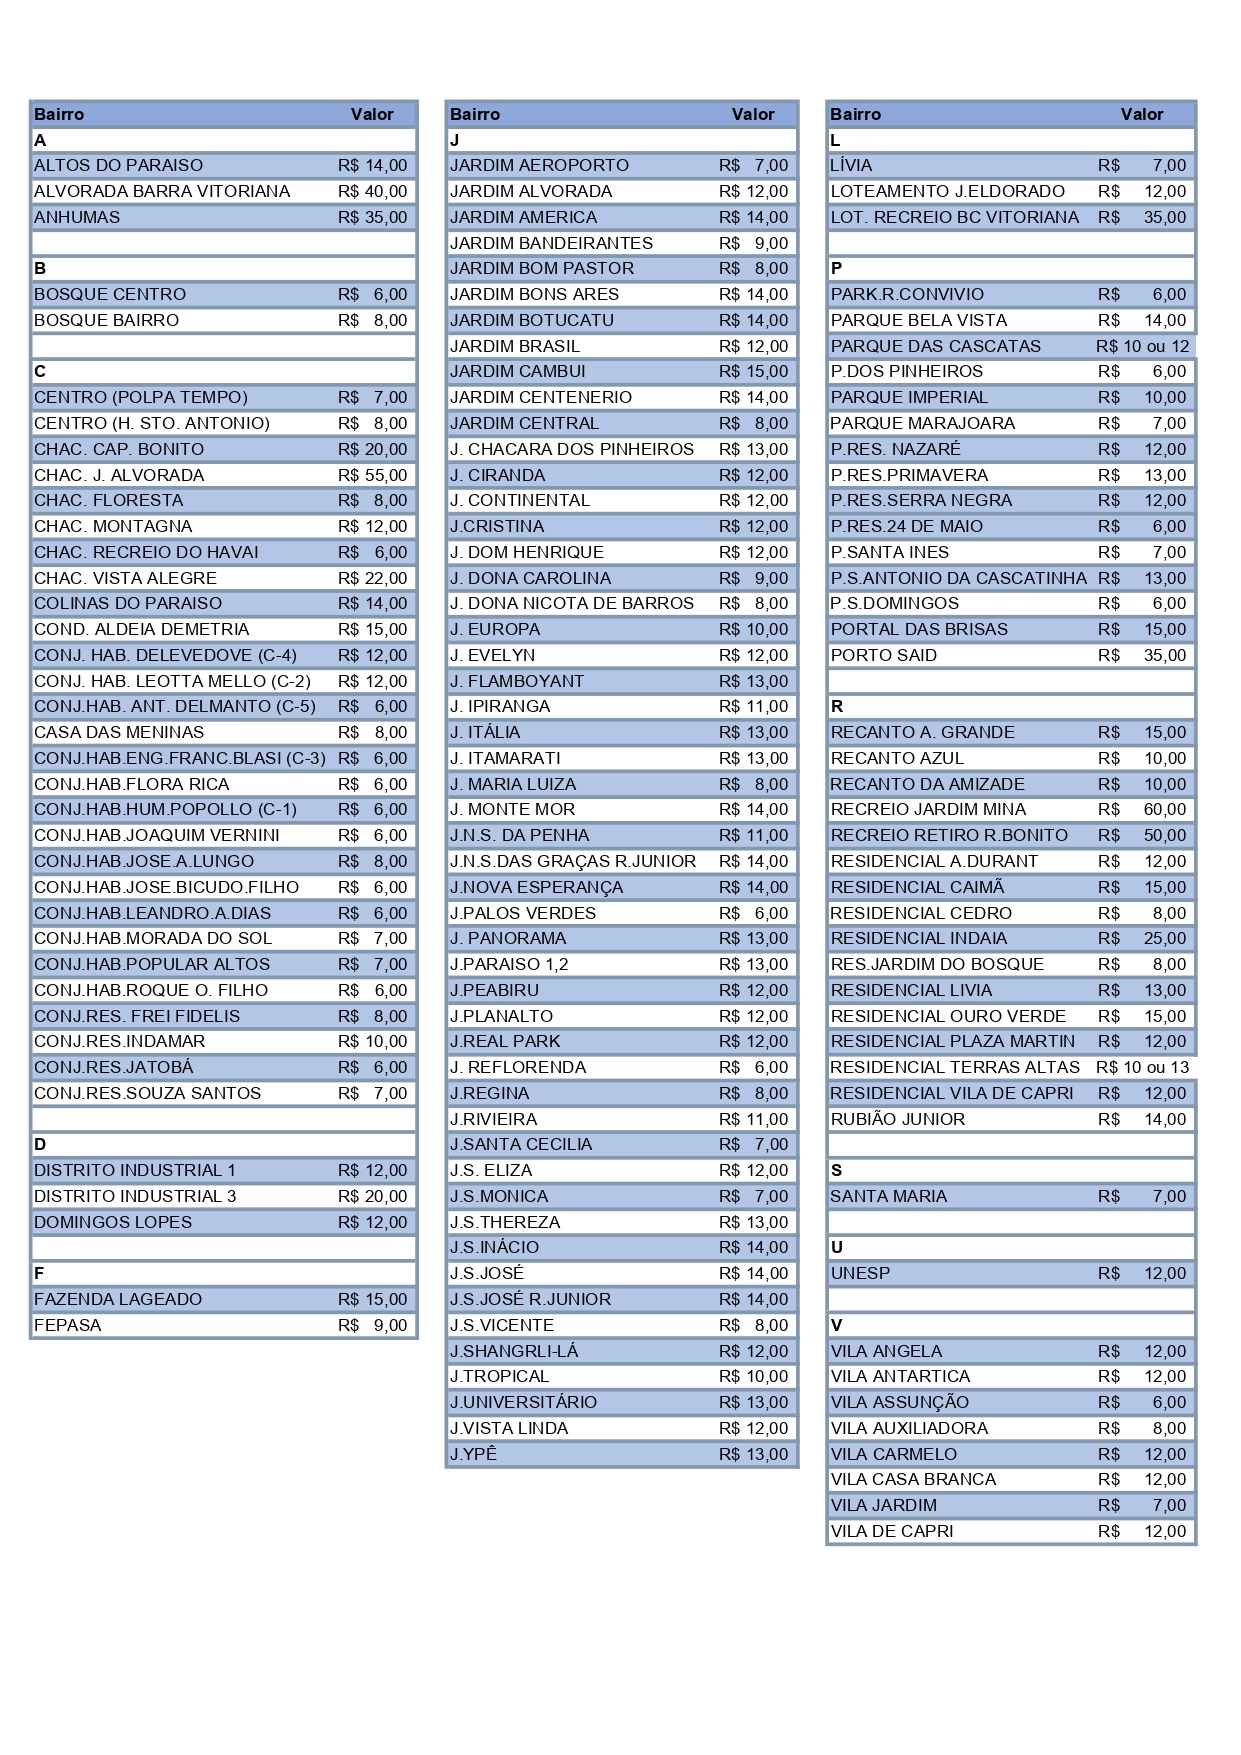 Bairro Valor
A
ALTOS DO PARAISO R$ 14,00
ALVORADA BARRA VITORIANA R$ 40,00
ANHUMAS R$ 35,00
B
BOSQUE CENTRO R$ 6,00
BOSQUE BAIRRO R$ 8,00
C
CENTRO (POLPA TEMPO) R$ 7,00
CENTRO (H. STO. ANTONIO) R$ 8,00
CHAC. CAP. BONITO R$ 20,00
CHAC. J. ALVORADA R$ 55,00
CHAC. FLORESTA R$ 8,00
CHAC. MONTAGNA R$ 12,00
CHAC. RECREIO DO HAVAI R$ 6,00
CHAC. VISTA ALEGRE R$ 22,00
COLINAS DO PARAISO R$ 14,00
COND. ALDEIA DEMETRIA R$ 15,00
CONJ. HAB. DELEVEDOVE (C-4) R$ 12,00
CONJ. HAB. LEOTTA MELLO (C-2) R$ 12,00
CONJ.HAB. ANT. DELMANTO (C-5) R$ 6,00
CASA DAS MENINAS R$ 8,00
CONJ.HAB.ENG.FRANC.BLASI (C-3) R$ 6,00
CONJ.HAB.FLORA RICA R$ 6,00
CONJ.HAB.HUM.POPOLLO (C-1) R$ 6,00
CONJ.HAB.JOAQUIM VERNINI R$ 6,00
CONJ.HAB.JOSE.A.LUNGO R$ 8,00
CONJ.HAB.JOSE.BICUDO.FILHO R$ 6,00
CONJ.HAB.LEANDRO.A.DIAS R$ 6,00
CONJ.HAB.MORADA DO SOL R$ 7,00
CONJ.HAB.POPULAR ALTOS R$ 7,00
CONJ.HAB.ROQUE O. FILHO R$ 6,00
CONJ.RES. FREI FIDELIS R$ 8,00
CONJ.RES.INDAMAR R$ 10,00
CONJ.RES.JATOBÁ R$ 6,00
CONJ.RES.SOUZA SANTOS R$ 7,00
D
DISTRITO INDUSTRIAL 1 R$ 12,00
DISTRITO INDUSTRIAL 3 R$ 20,00
DOMINGOS LOPES R$ 12,00
F
FAZENDA LAGEADO R$ 15,00
FEPASA R$ 9,00
Bairro Valor
J
JARDIM AEROPORTO R$ 7,00
JARDIM ALVORADA R$ 12,00
JARDIM AMERICA R$ 14,00
JARDIM BANDEIRANTES R$ 9,00
JARDIM BOM PASTOR R$ 8,00
JARDIM BONS ARES R$ 14,00
JARDIM BOTUCATU R$ 14,00
JARDIM BRASIL R$ 12,00
JARDIM CAMBUI R$ 15,00
JARDIM CENTENERIO R$ 14,00
JARDIM CENTRAL R$ 8,00
J. CHACARA DOS PINHEIROS R$ 13,00
J. CIRANDA R$ 12,00
J. CONTINENTAL R$ 12,00
J.CRISTINA R$ 12,00
J. DOM HENRIQUE R$ 12,00
J. DONA CAROLINA R$ 9,00
J. DONA NICOTA DE BARROS R$ 8,00
J. EUROPA R$ 10,00
J. EVELYN R$ 12,00
J. FLAMBOYANT R$ 13,00
J. IPIRANGA R$ 11,00
J. ITÁLIA R$ 13,00
J. ITAMARATI R$ 13,00
J. MARIA LUIZA R$ 8,00
J. MONTE MOR R$ 14,00
J.N.S. DA PENHA R$ 11,00
J.N.S.DAS GRAÇAS R.JUNIOR R$ 14,00
J.NOVA ESPERANÇA R$ 14,00
J.PALOS VERDES R$ 6,00
J. PANORAMA R$ 13,00
J.PARAISO 1,2 R$ 13,00
J.PEABIRU R$ 12,00
J.PLANALTO R$ 12,00
J.REAL PARK R$ 12,00
J. REFLORENDA R$ 6,00
J.REGINA R$ 8,00
J.RIVIEIRA R$ 11,00
J.SANTA CECILIA R$ 7,00
J.S. ELIZA R$ 12,00
J.S.MONICA R$ 7,00
J.S.THEREZA R$ 13,00
J.S.INÁCIO R$ 14,00
J.S.JOSÉ R$ 14,00
J.S.JOSÉ R.JUNIOR R$ 14,00
J.S.VICENTE R$ 8,00
J.SHANGRLI-LÁ R$ 12,00
J.TROPICAL R$ 10,00
J.UNIVERSITÁRIO R$ 13,00
J.VISTA LINDA R$ 12,00
J.YPÊ R$ 13,00
Bairro Valor
L
LÍVIA R$ 7,00
LOTEAMENTO J.ELDORADO R$ 12,00
LOT. RECREIO BC VITORIANA R$ 35,00
P
PARK.R.CONVIVIO R$ 6,00
PARQUE BELA VISTA R$ 14,00
PARQUE DAS CASCATAS R$ 10 ou 12
P.DOS PINHEIROS R$ 6,00
PARQUE IMPERIAL R$ 10,00
PARQUE MARAJOARA R$ 7,00
P.RES. NAZARÉ R$ 12,00
P.RES.PRIMAVERA R$ 13,00
P.RES.SERRA NEGRA R$ 12,00
P.RES.24 DE MAIO R$ 6,00
P.SANTA INES R$ 7,00
P.S.ANTONIO DA CASCATINHA R$ 13,00
P.S.DOMINGOS R$ 6,00
PORTAL DAS BRISAS R$ 15,00
PORTO SAID R$ 35,00
R
RECANTO A. GRANDE R$ 15,00
RECANTO AZUL R$ 10,00
RECANTO DA AMIZADE R$ 10,00
RECREIO JARDIM MINA R$ 60,00
RECREIO RETIRO R.BONITO R$ 50,00
RESIDENCIAL A.DURANT R$ 12,00
RESIDENCIAL CAIMÃ R$ 15,00
RESIDENCIAL CEDRO R$ 8,00
RESIDENCIAL INDAIA R$ 25,00
RES.JARDIM DO BOSQUE R$ 8,00
RESIDENCIAL LIVIA R$ 13,00
RESIDENCIAL OURO VERDE R$ 15,00
RESIDENCIAL PLAZA MARTIN R$ 12,00
RESIDENCIAL TERRAS ALTAS R$ 10 ou 13
RESIDENCIAL VILA DE CAPRI R$ 12,00
RUBIÃO JUNIOR R$ 14,00
S
SANTA MARIA R$ 7,00
U
UNESP R$ 12,00
V
VILA ANGELA R$ 12,00
VILA ANTARTICA R$ 12,00
VILA ASSUNÇÃO R$ 6,00
VILA AUXILIADORA R$ 8,00
VILA CARMELO R$ 12,00
VILA CASA BRANCA R$ 12,00
VILA JARDIM R$ 7,00
VILA DE CAPRI R$ 12,00